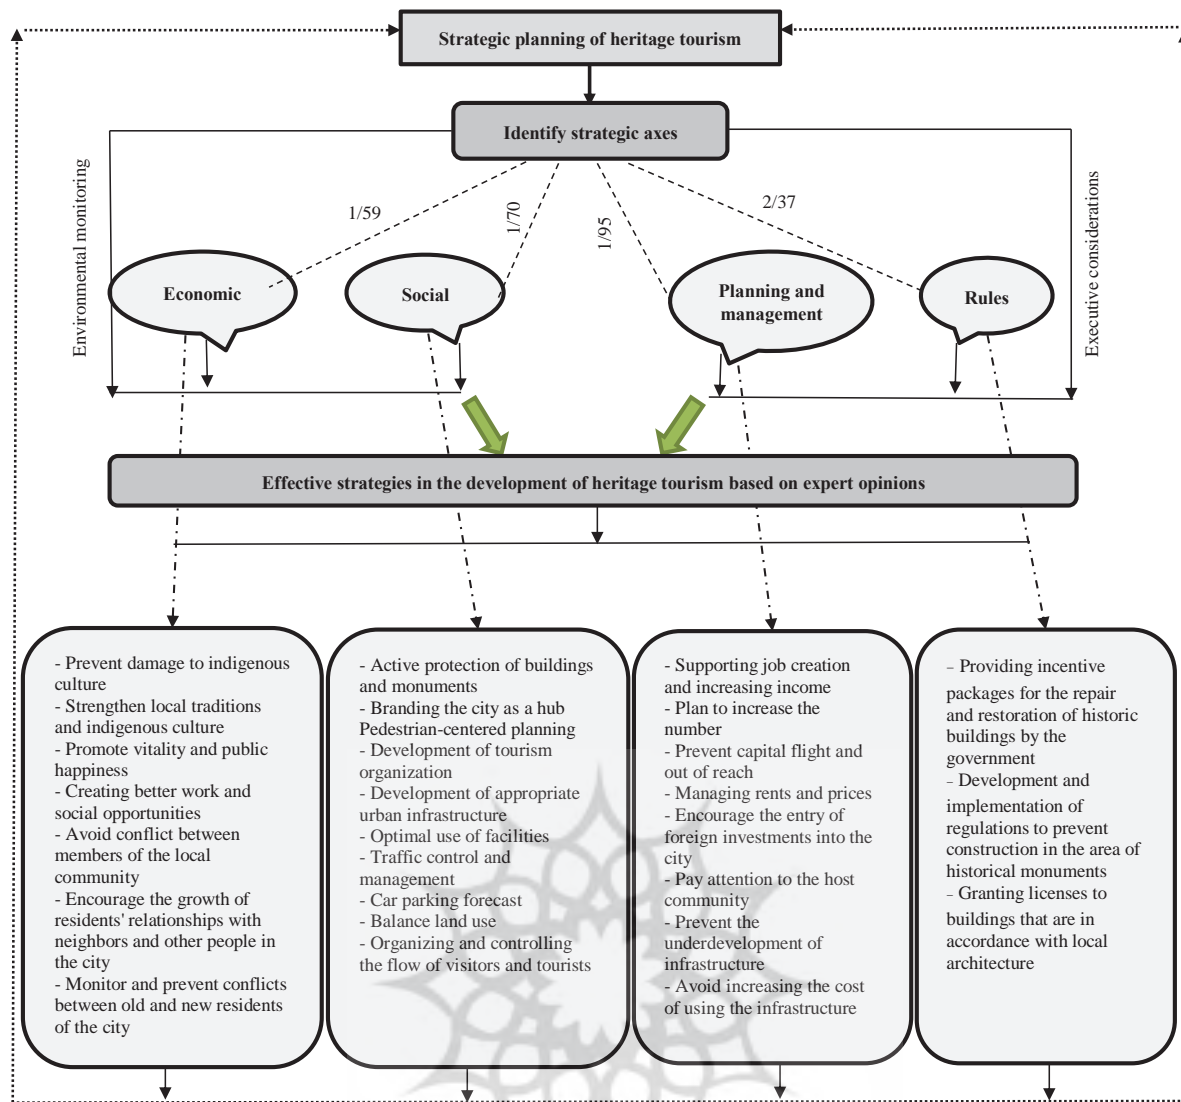 Strategic planning of heritage tourism
Identify strategic axes
Environmental monitoring
Executive considerations
1/59
1/70
1/95
2/37
Economic
Social
Planning and
management
Rules
Effective strategies in the development of heritage tourism based on expert opinions
- Prevent damage to indigenous
culture
- Strengthen local traditions
and indigenous culture
- Promote vitality and public
happiness
- Creating better work and
social opportunities
- Avoid conflict between
members of the local
community
- Encourage the growth of
residents' relationships with
neighbors and other people in
the city
- Monitor and prevent conflicts
between old and new residents
of the city
- Active protection of buildings
and monuments
- Branding the city as a hub
Pedestrian-centered planning
- Development of tourism
organization
- Development of appropriate
urban infrastructure
- Optimal use of facilities
- Traffic control and
management
- Car parking forecast
- Balance land use
- Organizing and controlling
the flow of visitors and tourists
- Supporting job creation
and increasing income
- Plan to increase the
number
- Prevent capital flight and
out of reach
- Managing rents and prices
- Encourage the entry of
foreign investments into the
city
- Pay attention to the host
community
- Prevent the
underdevelopment of
infrastructure
- Avoid increasing the cost
of using the infrastructure
- Providing incentive
packages for the repair
and restoration of historic
buildings by the
government
- Development and
implementation of
regulations to prevent
construction in the area of
historical monuments
- Granting licenses to
buildings that are in
accordance with local
architecture